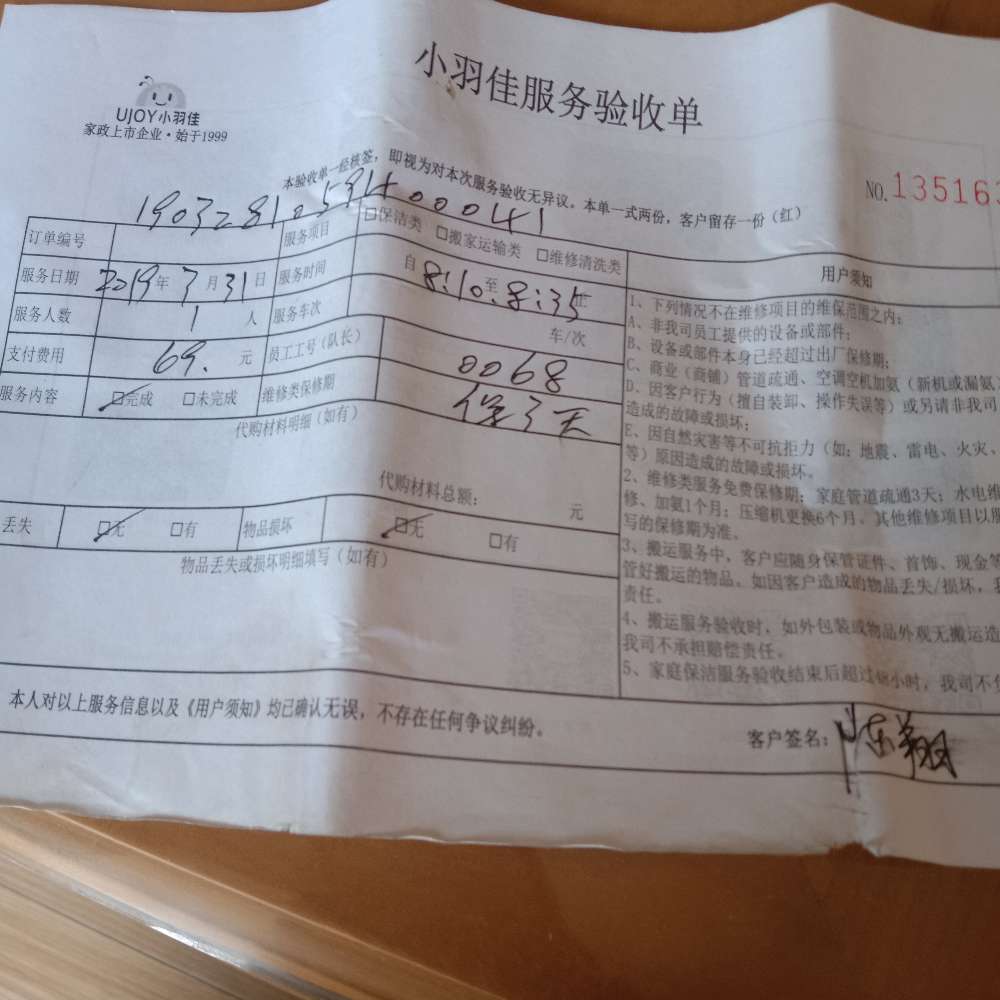 小羽佳服务验收单
UJOY小羽佳
家政上市企业·始于1999
NO.135163
本验收单一经核签，即视为对本次服务验收无异议。本单一式两份，客户留存一份（红）
订单编号 服务项目 □保洁类 □搬家运输类 □维修清洗类
服务日期 2019年7月31日 服务时间 自8:10至8:35止
服务人数 1人 服务车次 车/次
支付费用 69.元 员工工号（队长） 0068
服务内容 □完成 □未完成 维修类保修期 保3天
代购材料明细（如有）
代购材料总额： 元
丢失 □无 □有 物品损坏 □无 □有
物品丢失或损坏明细填写（如有）
用户须知
1、下列情况不在维修项目的维保范围之内：
A、非我司员工提供的设备或部件；
B、设备或部件本身已经超过出厂保修期；
C、商业（商铺）管道疏通、空调空机加氨（新机或漏氨）
D、因客户行为（擅自装卸、操作失误等）或另请非我司
造成的故障或损坏；
E、因自然灾害等不可抗拒力（如：地震、雷电、火灾、
等）原因造成的故障或损坏。
2、维修类服务免费保修期：家庭管道疏通3天；水电维
修、加氨1个月；压缩机更换6个月。其他维修项目以服
写的保修期为准。
3、搬运服务中，客户应随身保管证件、首饰、现金等
管好搬运的物品。如因客户造成的物品丢失/损坏，我
责任。
4、搬运服务验收时，如外包装或物品外观无搬运造
我司不承担赔偿责任。
5、家庭保洁服务验收结束后超过48小时，我司不
本人对以上服务信息以及《用户须知》均已确认无误，不存在任何争议纠纷。
客户签名：